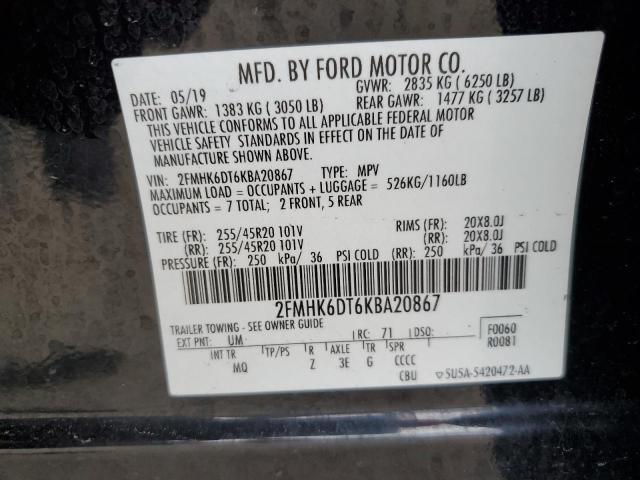 MFD. BY FORD MOTOR CO.
DATE: 05/19 GVWR: 2835 KG (6250 LB)
FRONT GAWR: 1383 KG (3050 LB) REAR GAWR: 1477 KG (3257 LB)
THIS VEHICLE CONFORMS TO ALL APPLICABLE FEDERAL MOTOR
VEHICLE SAFETY STANDARDS IN EFFECT ON THE DATE OF
MANUFACTURE SHOWN ABOVE.
VIN: 2FMHK6DT6KBA20867 TYPE: MPV
MAXIMUM LOAD = OCCUPANTS + LUGGAGE = 526KG/1160LB
OCCUPANTS = 7 TOTAL; 2 FRONT, 5 REAR
TIRE (FR): 255/45R20 101V RIMS (FR): 20X8.0J
(RR): 255/45R20 101V (RR): 20X8.0J
PRESSURE (FR): 250 kPa/ 36 PSI COLD (RR): 250 kPa/ 36 PSI COLD
2FMHK6DT6KBA20867
TRAILER TOWING - SEE OWNER GUIDE
EXT PNT: UM RC: 71 DSO: F0060
R0081
INT TR TP/PS R AXLE TR SPR
MQ Z 3E G CCCC
CBU ▽5U5A-5420472-AA